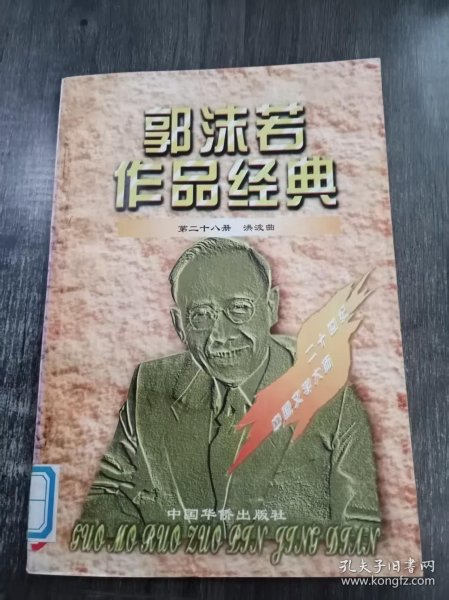 郭沫若
作品经典
第二十八册 洪波曲
二十世纪
中国文学大师
中国华侨出版社
GUO MO RUO ZUO PIN JING DIAN
孔夫子旧书网
www.kongfz.com